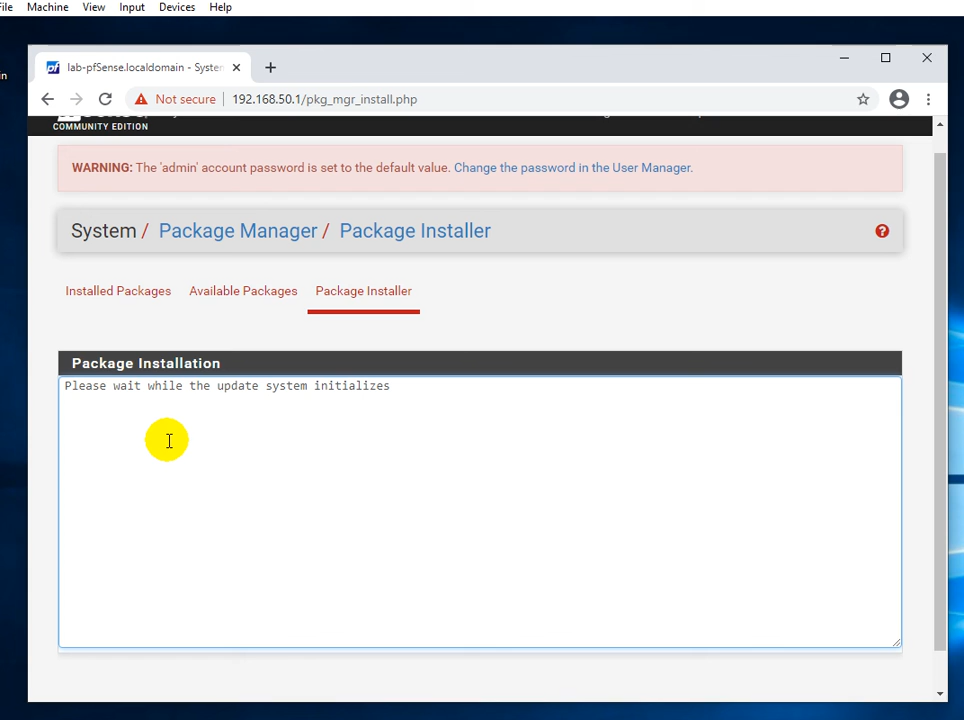 Machine View Input Devices Help
lab-pfSense.localdomain - System
Not secure 192.168.50.1/pkg_mgr_install.php
COMMUNITY EDITION
WARNING: The 'admin' account password is set to the default value. Change the password in the User Manager.
System / Package Manager / Package Installer
Installed Packages Available Packages Package Installer
Package Installation
Please wait while the update system initializes